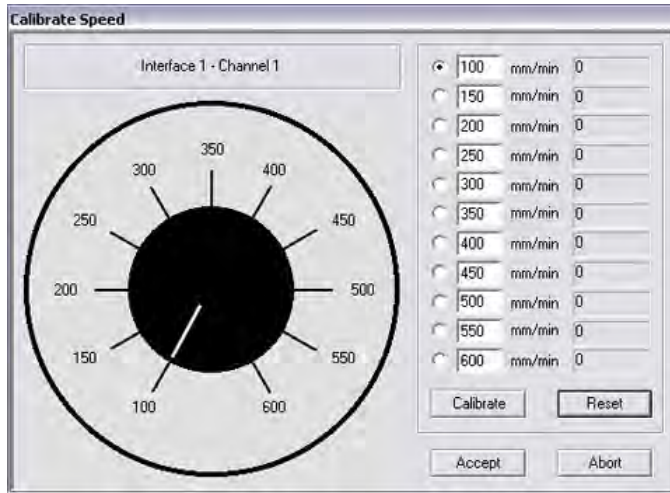 Calibrate Speed
Interface 1 - Channel 1
350
300 400
250 450
200 500
150 550
100 600
100 mm/min 0
150 mm/min 0
200 mm/min 0
250 mm/min 0
300 mm/min 0
350 mm/min 0
400 mm/min 0
450 mm/min 0
500 mm/min 0
550 mm/min 0
600 mm/min 0
Calibrate Reset
Accept Abort